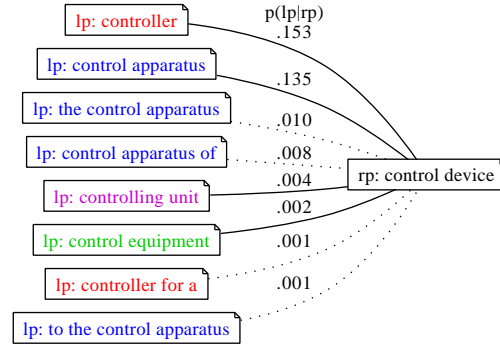 p(lp|rp)
lp: controller
.153
lp: control apparatus
.135
lp: the control apparatus
.010
lp: control apparatus of
.008
rp: control device
lp: controlling unit
.004
lp: control equipment
.002
lp: controller for a
.001
lp: to the control apparatus
.001